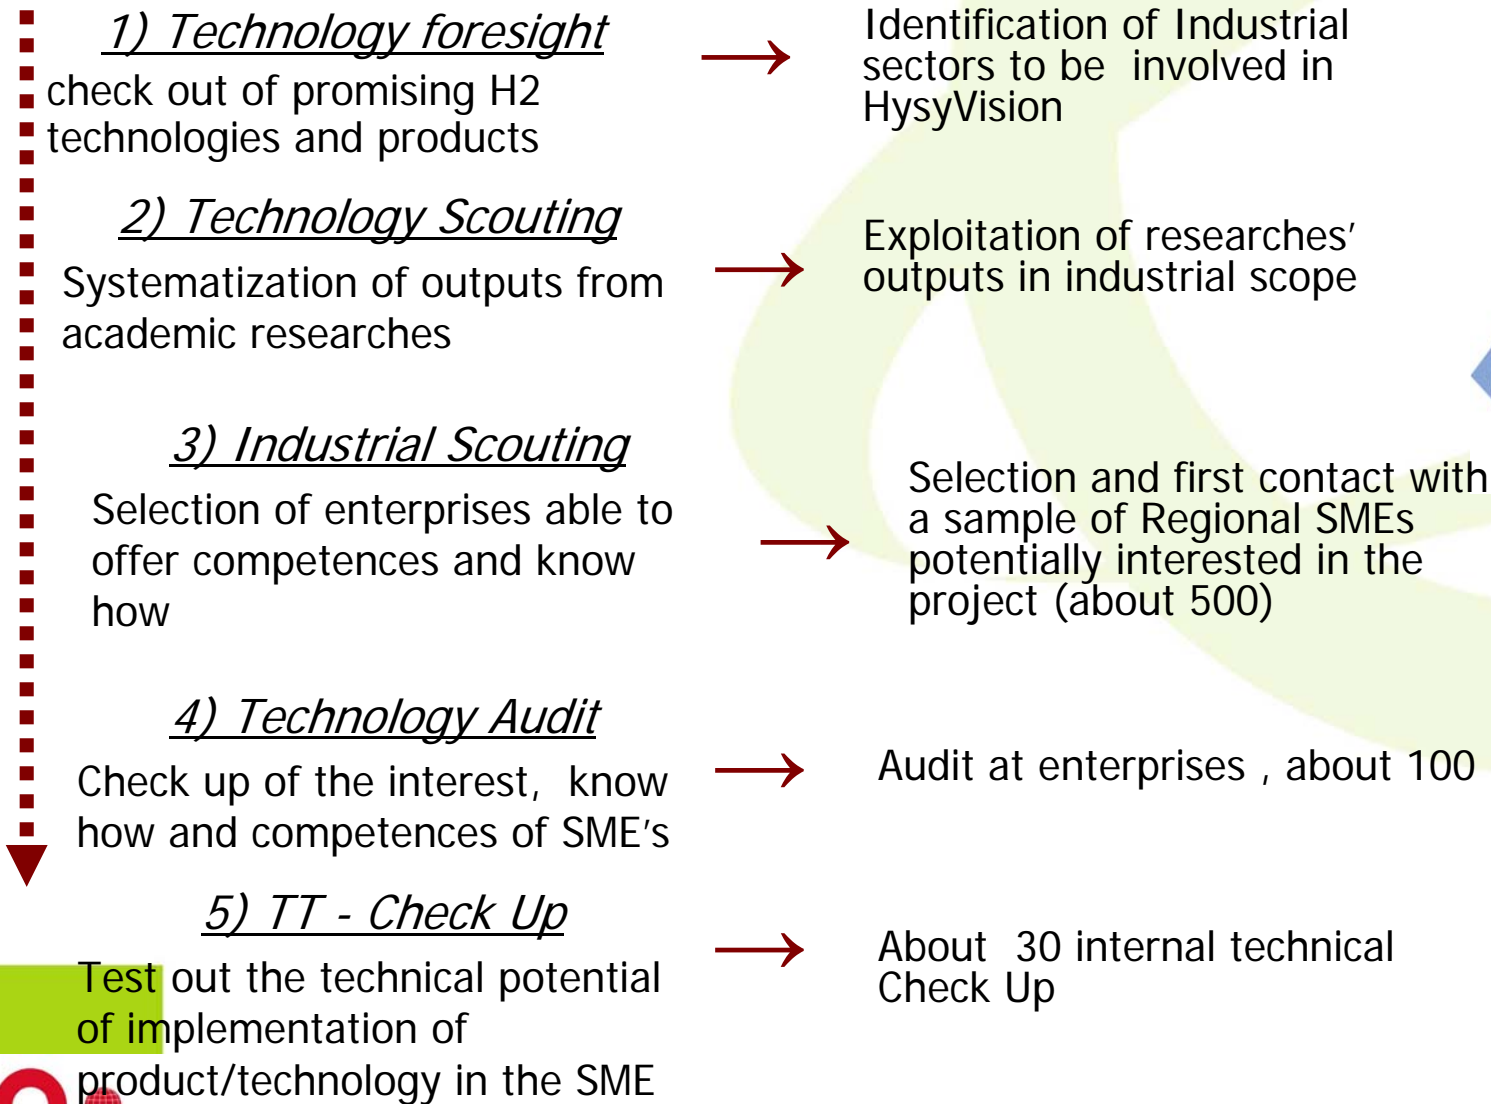 1) Technology foresight
check out of promising H2
technologies and products
→
Identification of Industrial
sectors to be involved in
HysyVision
2) Technology Scouting
Systematization of outputs from
academic researches
→
Exploitation of researches’
outputs in industrial scope
3) Industrial Scouting
Selection of enterprises able to
offer competences and know
how
→
Selection and first contact with
a sample of Regional SMEs
potentially interested in the
project (about 500)
4) Technology Audit
Check up of the interest, know
how and competences of SME’s
→
Audit at enterprises , about 100
5) TT - Check Up
Test out the technical potential
of implementation of
product/technology in the SME
→
About 30 internal technical
Check Up